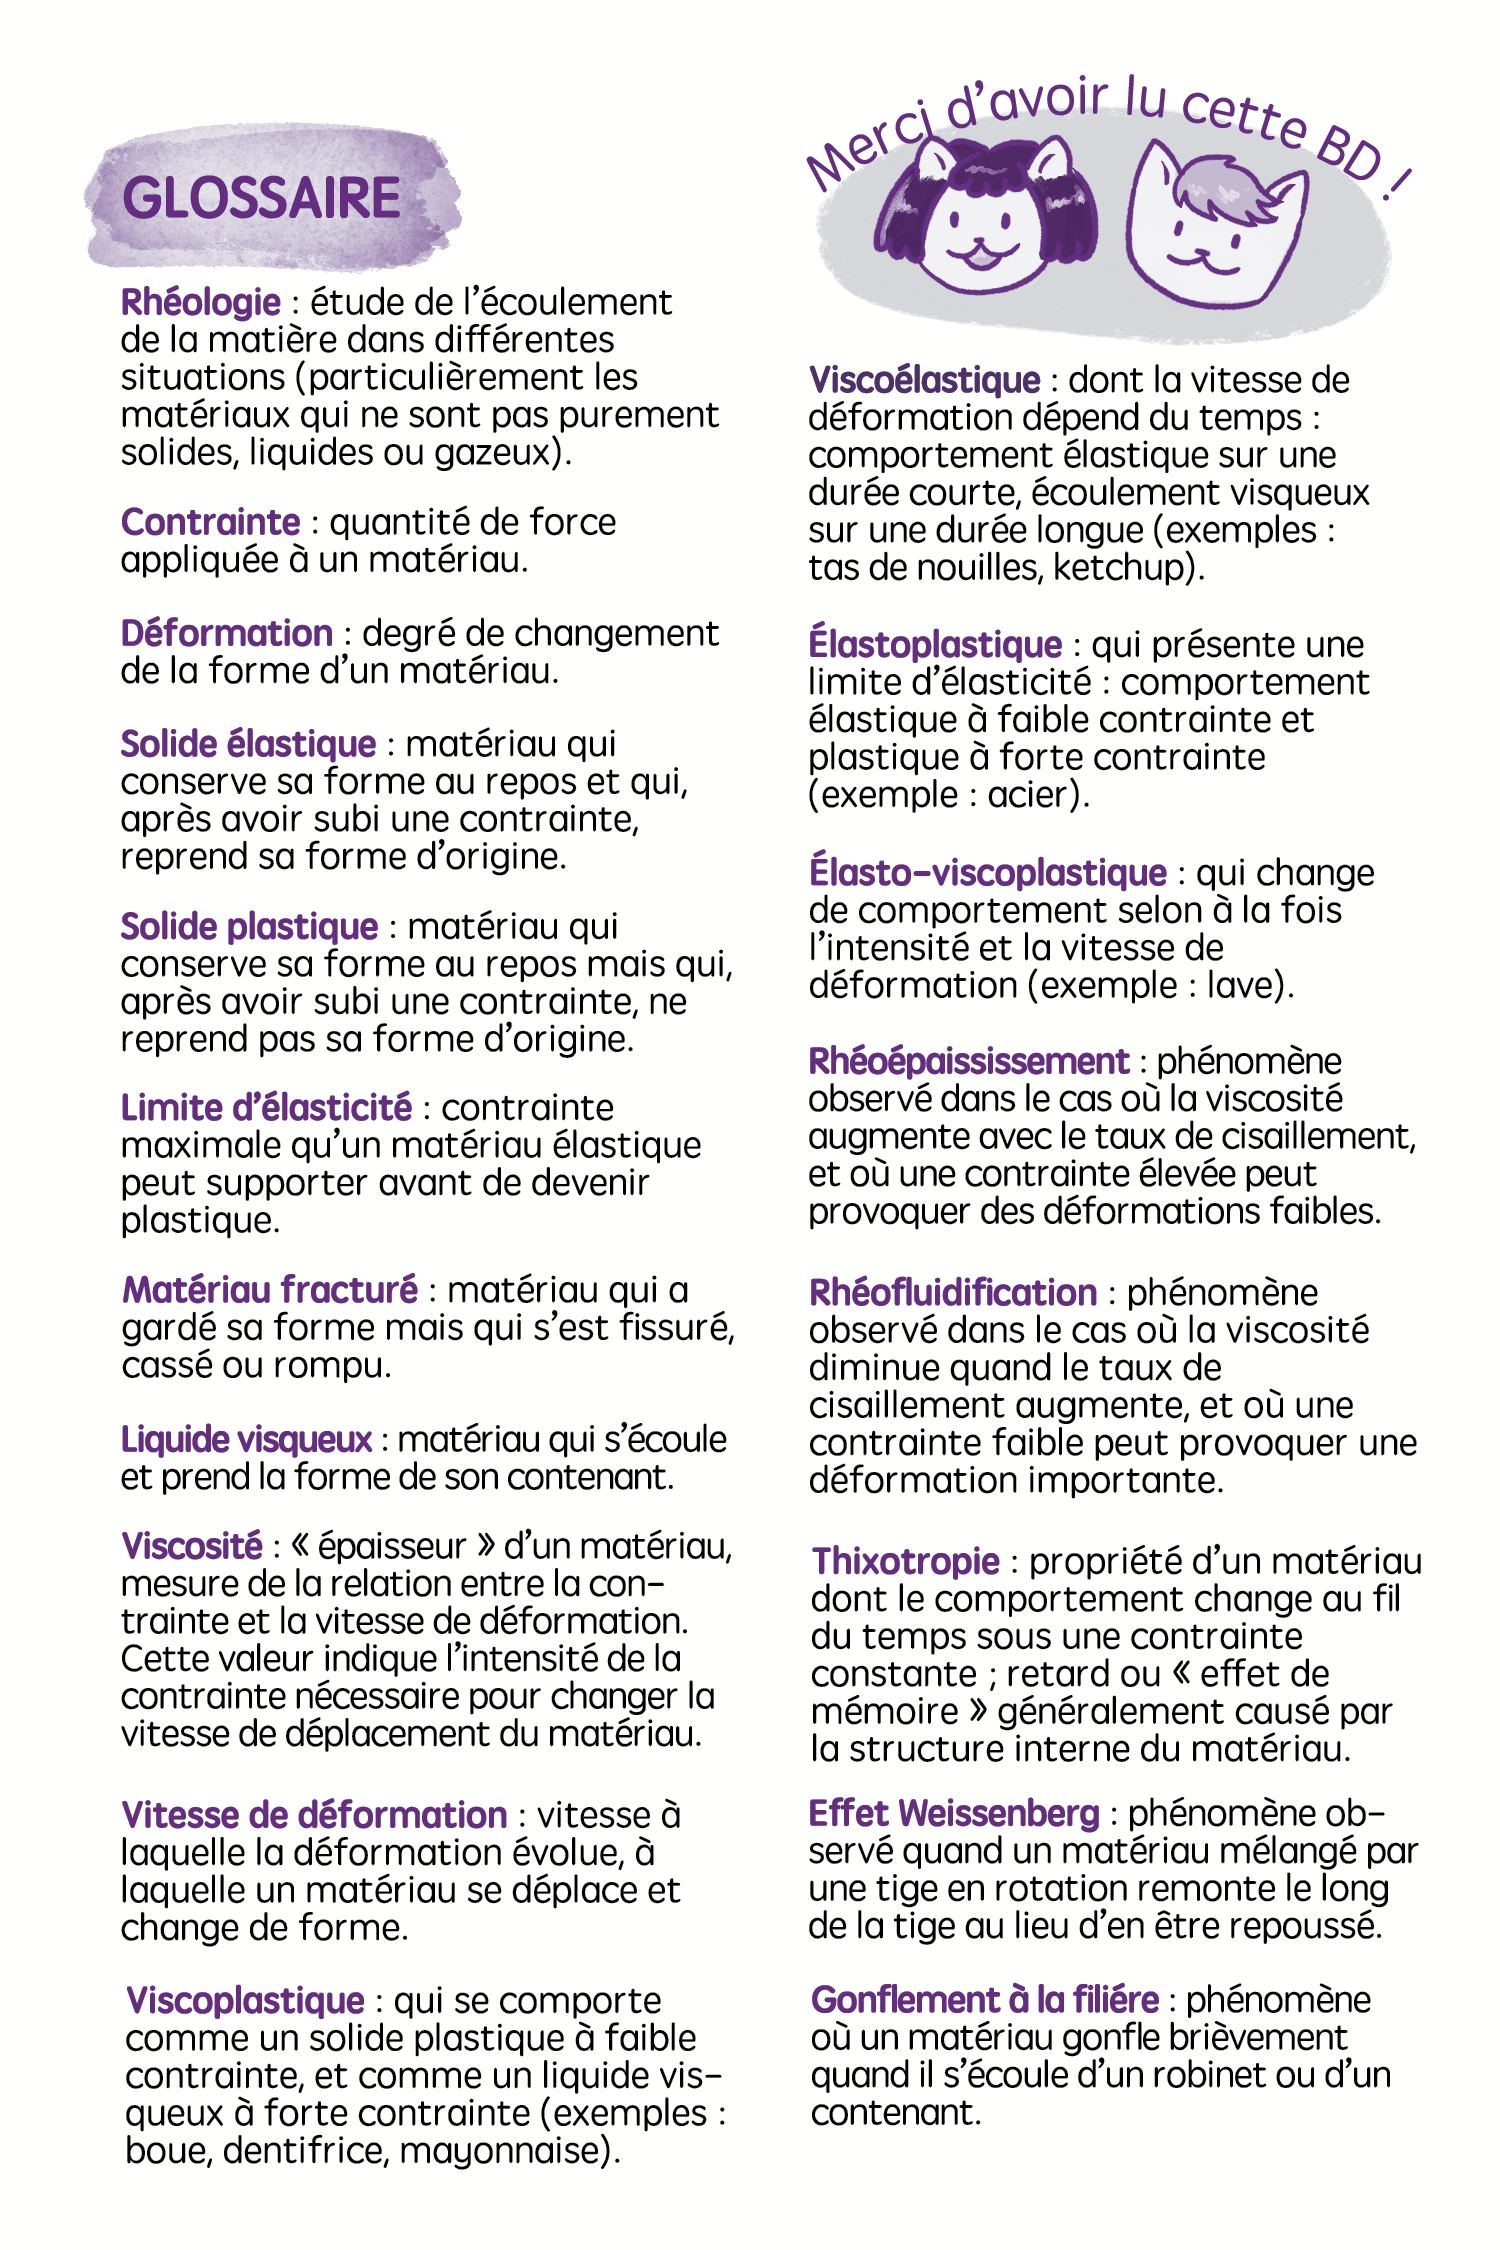 GLOSSAIRE
Rhéologie : étude de l’écoulement
de la matière dans différentes
situations (particulièrement les
matériaux qui ne sont pas purement
solides, liquides ou gazeux).
Contrainte : quantité de force
appliquée à un matériau.
Déformation : degré de changement
de la forme d’un matériau.
Solide élastique : matériau qui
conserve sa forme au repos et qui,
après avoir subi une contrainte,
reprend sa forme d’origine.
Solide plastique : matériau qui
conserve sa forme au repos mais qui,
après avoir subi une contrainte, ne
reprend pas sa forme d’origine.
Limite d’élasticité : contrainte
maximale qu’un matériau élastique
peut supporter avant de devenir
plastique.
Matériau fracturé : matériau qui a
gardé sa forme mais qui s’est fissuré,
cassé ou rompu.
Liquide visqueux : matériau qui s’écoule
et prend la forme de son contenant.
Viscosité : « épaisseur » d’un matériau,
mesure de la relation entre la con-
trainte et la vitesse de déformation.
Cette valeur indique l’intensité de la
contrainte nécessaire pour changer la
vitesse de déplacement du matériau.
Vitesse de déformation : vitesse à
laquelle la déformation évolue, à
laquelle un matériau se déplace et
change de forme.
Viscoplastique : qui se comporte
comme un solide plastique à faible
contrainte, et comme un liquide vis-
queux à forte contrainte (exemples :
boue, dentifrice, mayonnaise).
Merci d’avoir lu cette BD !
Viscoélastique : dont la vitesse de
déformation dépend du temps :
comportement élastique sur une
durée courte, écoulement visqueux
sur une durée longue (exemples :
tas de nouilles, ketchup).
Élastoplastique : qui présente une
limite d’élasticité : comportement
élastique à faible contrainte et
plastique à forte contrainte
(exemple : acier).
Élasto-viscoplastique : qui change
de comportement selon à la fois
l’intensité et la vitesse de
déformation (exemple : lave).
Rhéoépaississement : phénomène
observé dans le cas où la viscosité
augmente avec le taux de cisaillement,
et où une contrainte élevée peut
provoquer des déformations faibles.
Rhéofluidification : phénomène
observé dans le cas où la viscosité
diminue quand le taux de
cisaillement augmente, et où une
contrainte faible peut provoquer une
déformation importante.
Thixotropie : propriété d’un matériau
dont le comportement change au fil
du temps sous une contrainte
constante ; retard ou « effet de
mémoire » généralement causé par
la structure interne du matériau.
Effet Weissenberg : phénomène ob-
servé quand un matériau mélangé par
une tige en rotation remonte le long
de la tige au lieu d’en être repoussé.
Gonflement à la filiére : phénomène
où un matériau gonfle brièvement
quand il s’écoule d’un robinet ou d’un
contenant.